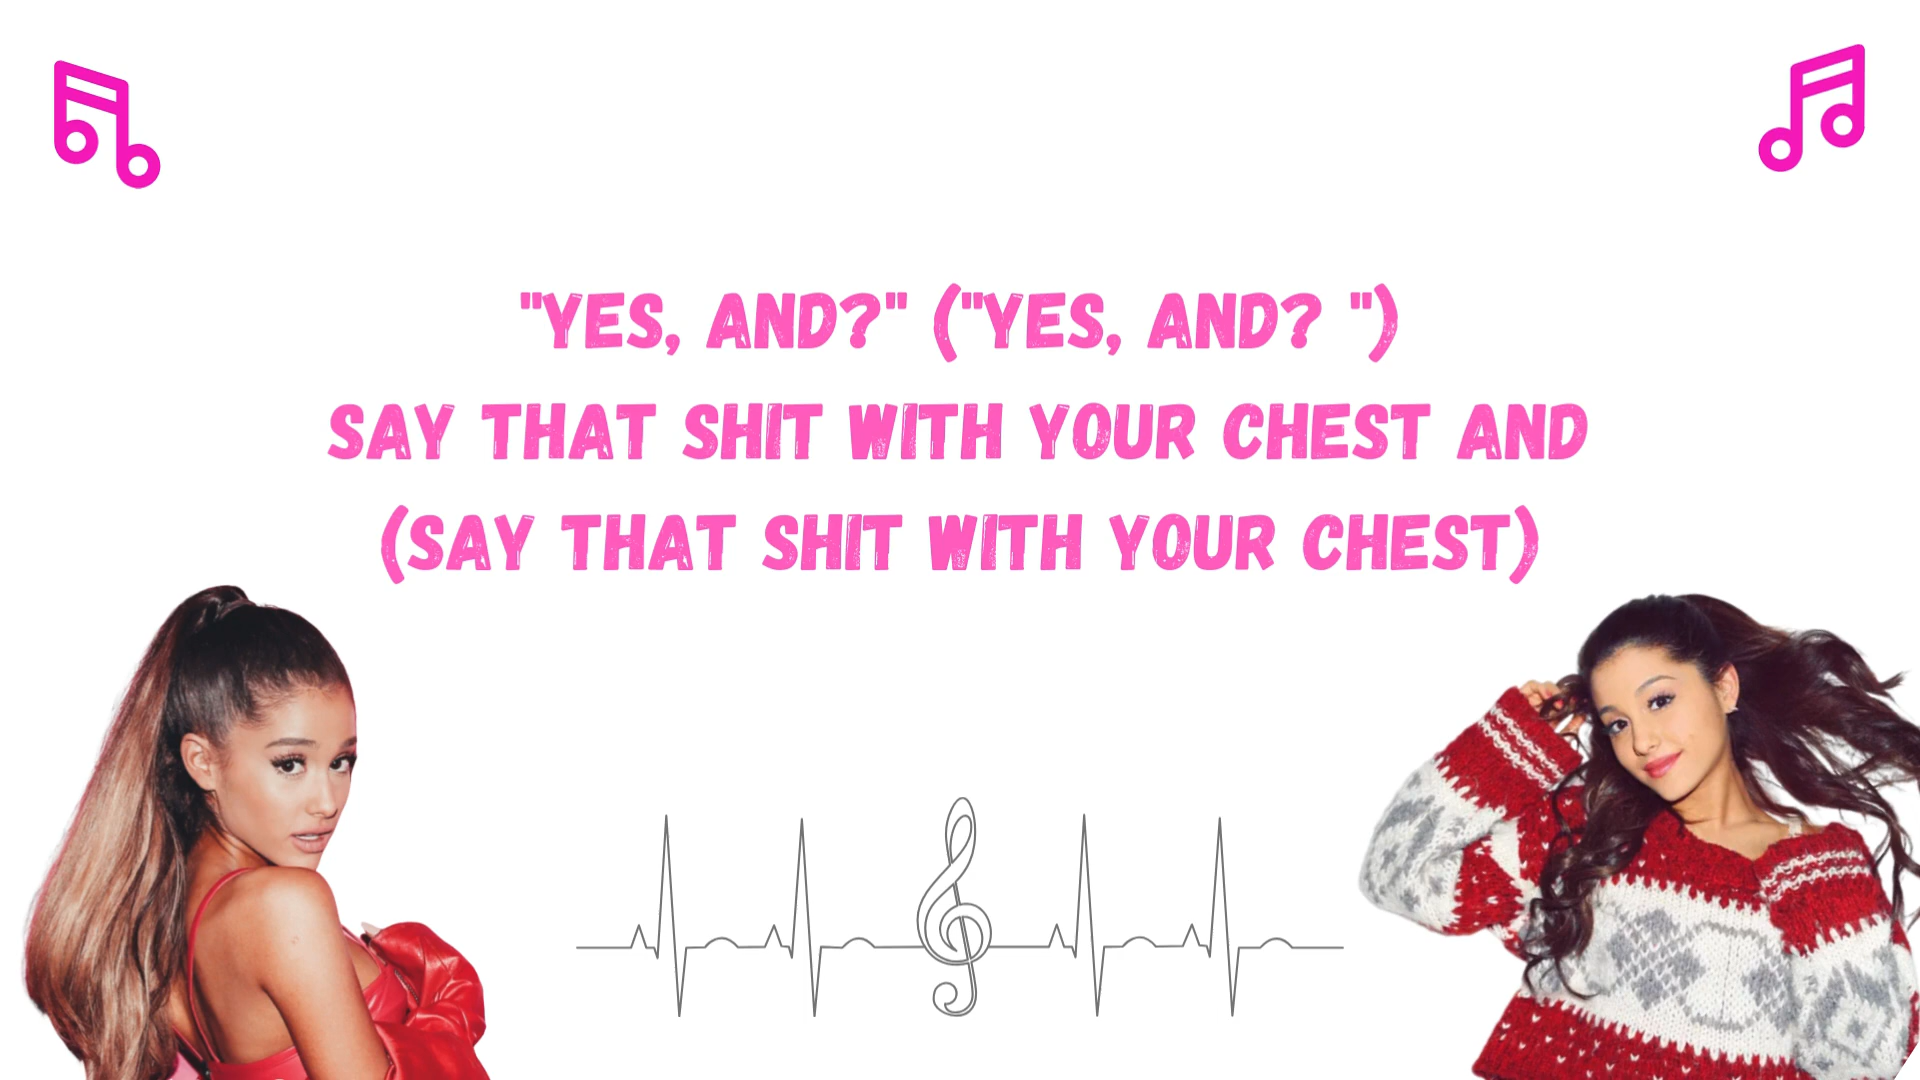 "YES, AND?" ("YES, AND? ")
SAY THAT SHIT WITH YOUR CHEST AND
(SAY THAT SHIT WITH YOUR CHEST)